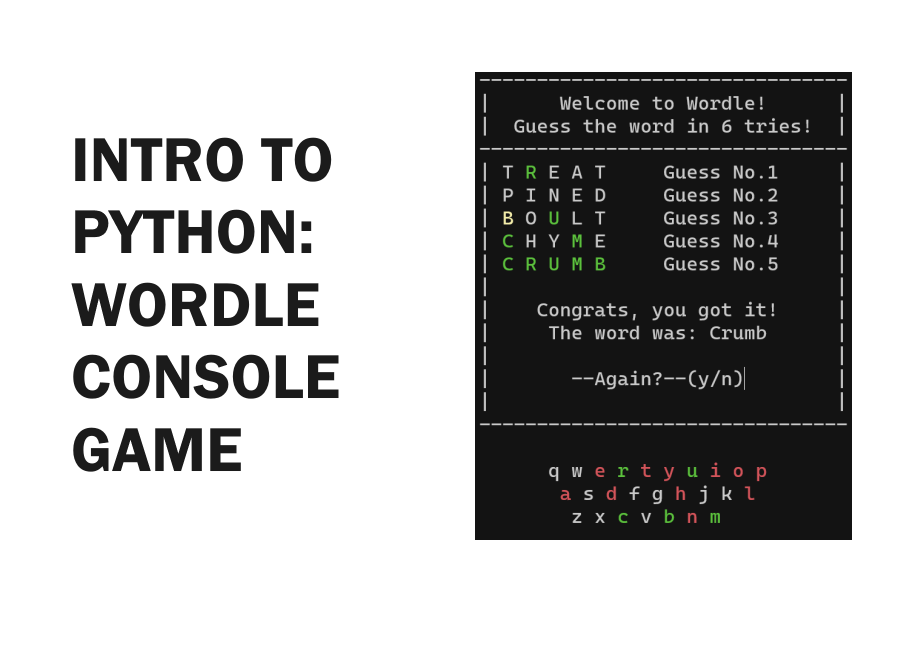 INTRO TO
PYTHON:
WORDLE
CONSOLE
GAME
Welcome to Wordle!
Guess the word in 6 tries!
T R E A T Guess No.1
P I N E D Guess No.2
B O U L T Guess No.3
C H Y M E Guess No.4
C R U M B Guess No.5
Congrats, you got it!
The word was: Crumb
--Again?--(y/n)
q w e r t y u i o p
a s d f g h j k l
z x c v b n m